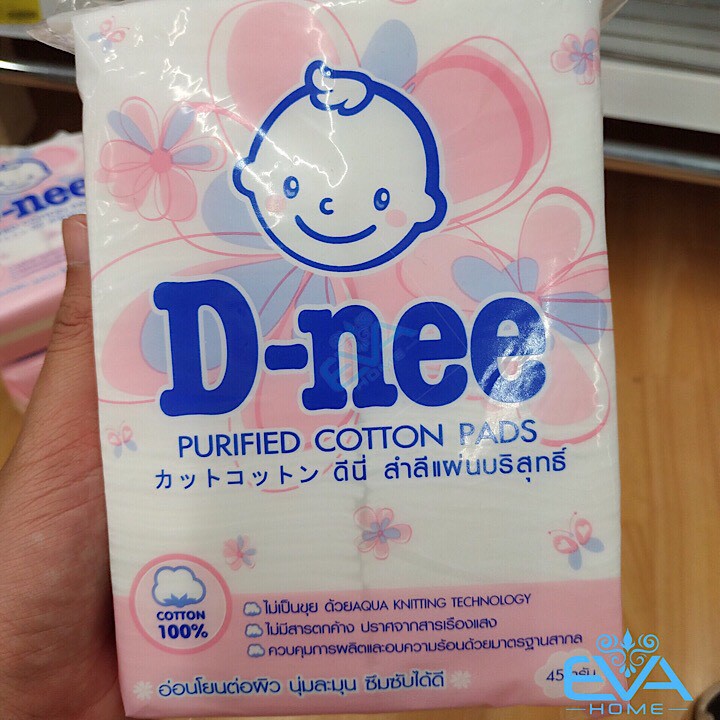 D-nee
PURIFIED COTTON PADS
カットコットン ดีนี่ สำลีแผ่นบริสุทธิ์
COTTON
100%
ไม่เป็นขุย ด้วยAQUA KNITTING TECHNOLOGY
ไม่มีสารตกค้าง ปราศจากสารเรืองแสง
ควบคุมการผลิตและอบความร้อนด้วยมาตรฐานสากล
อ่อนโยนต่อผิว นุ่มละมุน ซึมซับได้ดี
EVA
HOME
-nee